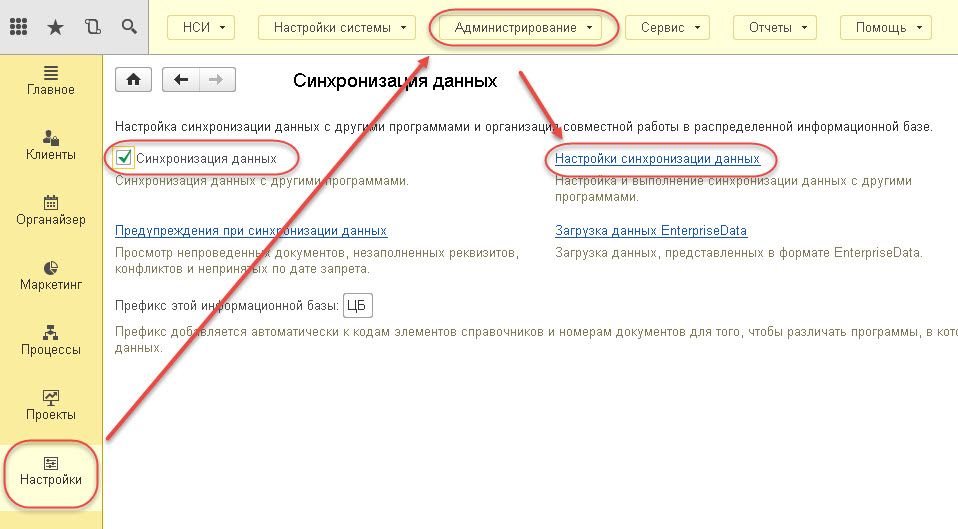 НСИ Настройки системы Администрирование Сервис Отчеты Помощь
Главное
Клиенты
Органайзер
Маркетинг
Процессы
Проекты
Настройки
Синхронизация данных
Настройка синхронизации данных с другими программами и организация совместной работы в распределенной информационной базе.
Синхронизация данных
Синхронизация данных с другими программами.
Настройки синхронизации данных
Настройка и выполнение синхронизации данных с другими
программами.
Предупреждения при синхронизации данных
Просмотр непроведенных документов, незаполненных реквизитов,
конфликтов и непринятых по дате запрета.
Загрузка данных EnterpriseData
Загрузка данных, представленных в формате EnterpriseData.
Префикс этой информационной базы: ЦБ
Префикс добавляется автоматически к кодам элементов справочников и номерам документов для того, чтобы различать программы, в кото
данных.